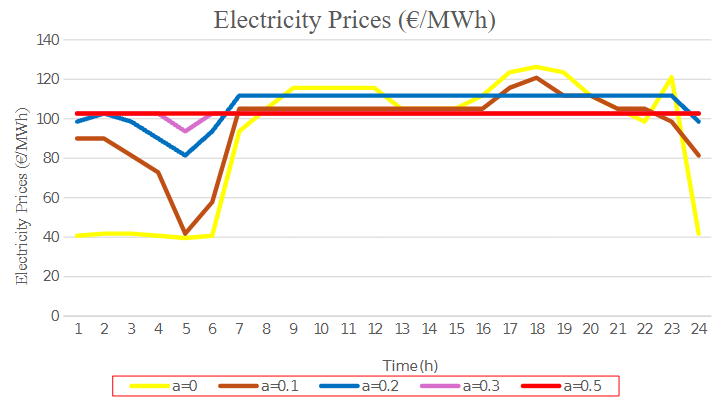 Electricity Prices (€/MWh)
140
120
100
80
60
40
20
0
Electricity Prices (€/MWh)
1 2 3 4 5 6 7 8 9 10 11 12 13 14 15 16 17 18 19 20 21 22 23 24
Time(h)
a=0 a=0.1 a=0.2 a=0.3 a=0.5